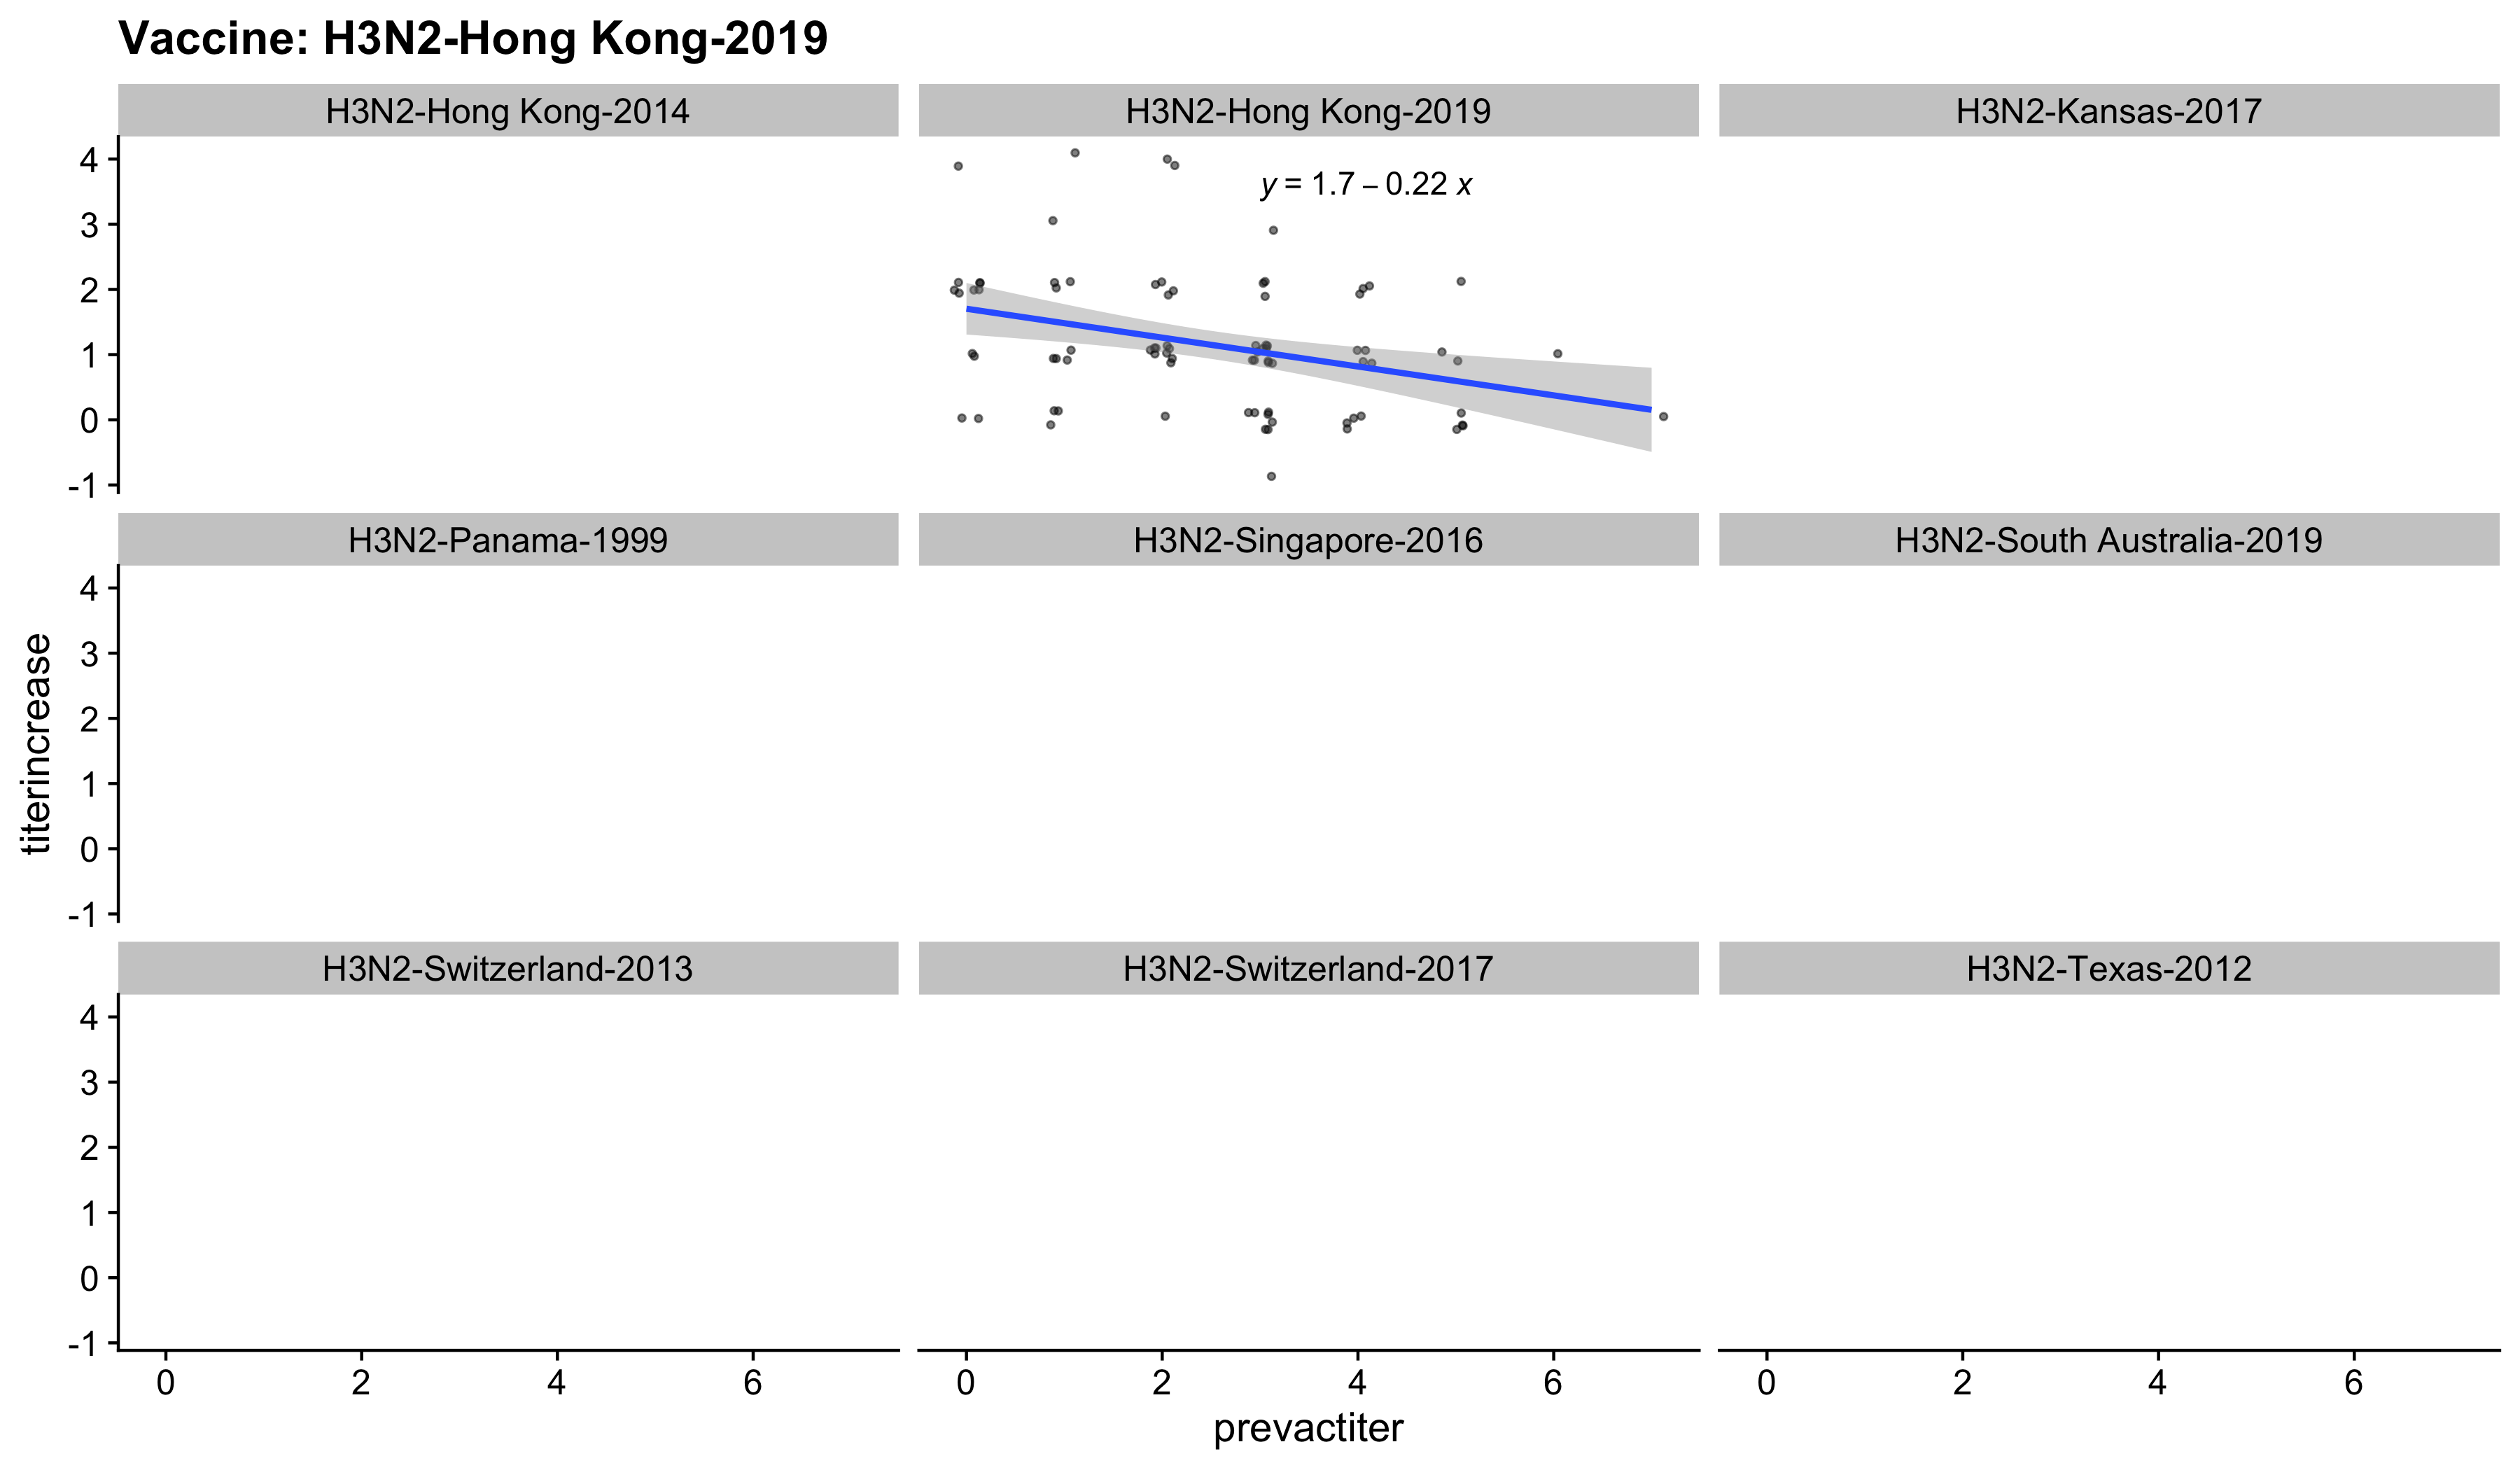 Vaccine: H3N2-Hong Kong-2019
H3N2-Hong Kong-2014
H3N2-Hong Kong-2019
H3N2-Kansas-2017
4
3
2
1
0
-1
y = 1.7 – 0.22 x
H3N2-Panama-1999
H3N2-Singapore-2016
H3N2-South Australia-2019
4
3
2
1
0
-1
titerincrease
H3N2-Switzerland-2013
H3N2-Switzerland-2017
H3N2-Texas-2012
4
3
2
1
0
-1
0 2 4 6
0 2 4 6
0 2 4 6
prevactiter